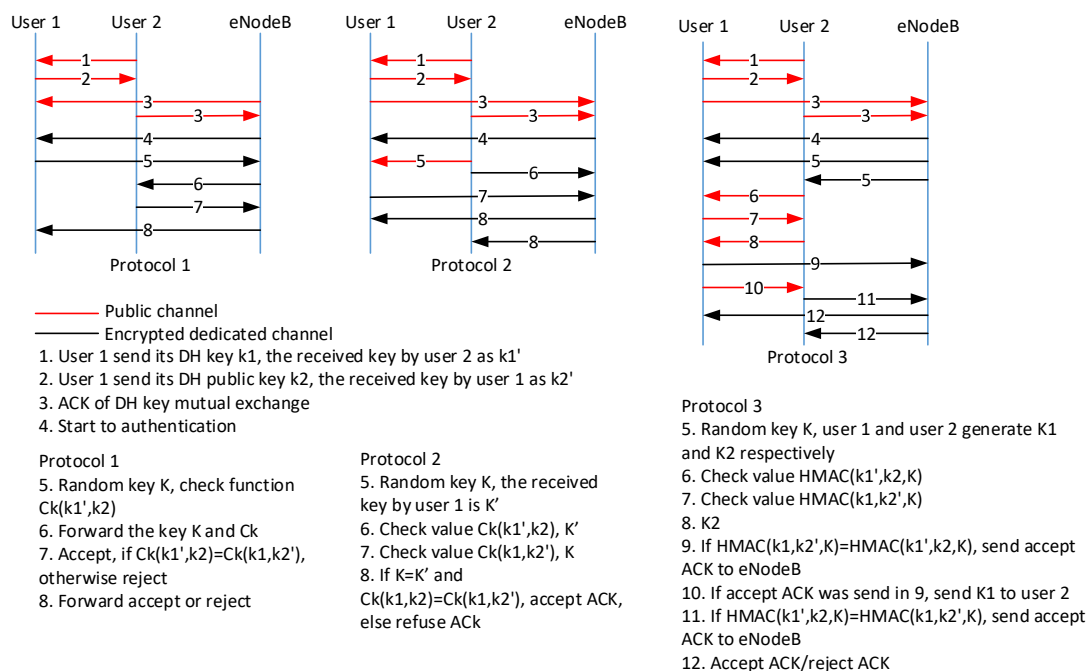 User 1 User 2 eNodeB
1
2
3
3
4
5
6
7
8
Protocol 1
User 1 User 2 eNodeB
1
2
3
3
4
5
6
7
8
8
Protocol 2
User 1 User 2 eNodeB
1
2
3
3
4
5
5
6
7
8
9
10
11
12
12
Protocol 3
Public channel
Encrypted dedicated channel
1. User 1 send its DH key k1, the received key by user 2 as k1'
2. User 1 send its DH public key k2, the received key by user 1 as k2'
3. ACK of DH key mutual exchange
4. Start to authentication
Protocol 1
5. Random key K, check function
Ck(k1',k2)
6. Forward the key K and Ck
7. Accept, if Ck(k1',k2)=Ck(k1,k2'),
otherwise reject
8. Forward accept or reject
Protocol 2
5. Random key K, the received
key by user 1 is K’
6. Check value Ck(k1',k2), K’
7. Check value Ck(k1,k2'), K
8. If K=K’ and
Ck(k1,k2)=Ck(k1,k2'), accept ACK,
else refuse ACk
Protocol 3
5. Random key K, user 1 and user 2 generate K1
and K2 respectively
6. Check value HMAC(k1',k2,K)
7. Check value HMAC(k1,k2',K)
8. K2
9. If HMAC(k1,k2',K)=HMAC(k1',k2,K), send accept
ACK to eNodeB
10. If accept ACK was send in 9, send K1 to user 2
11. If HMAC(k1',k2,K)=HMAC(k1,k2',K), send accept
ACK to eNodeB
12. Accept ACK/reject ACK